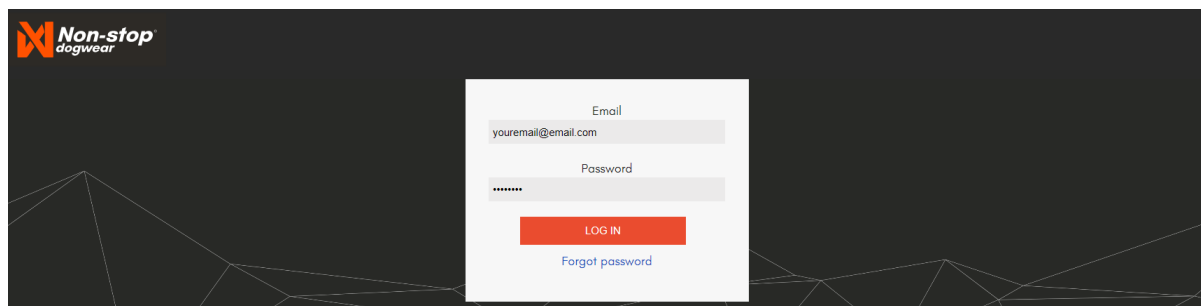 Non-stop®
dogwear
Email
youremail@email.com
Password
••••••••
LOG IN
Forgot password